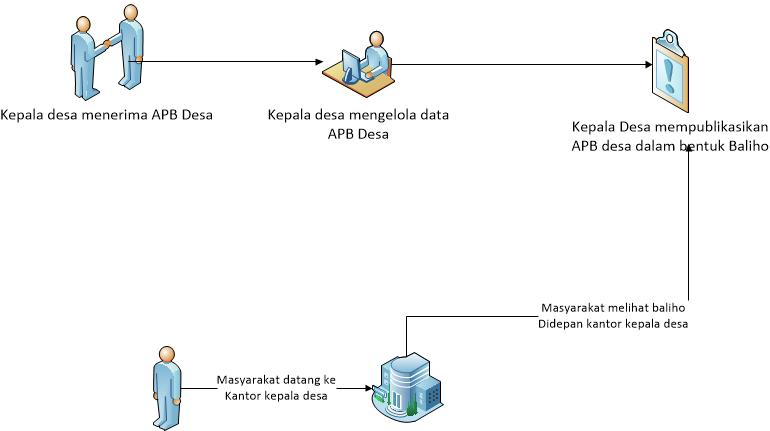 Kepala desa menerima APB Desa
Kepala desa mengelola data
APB Desa
Kepala Desa mempublikasikan
APB desa dalam bentuk Baliho
Masyarakat melihat baliho
Didepan kantor kepala desa
Masyarakat datang ke
Kantor kepala desa